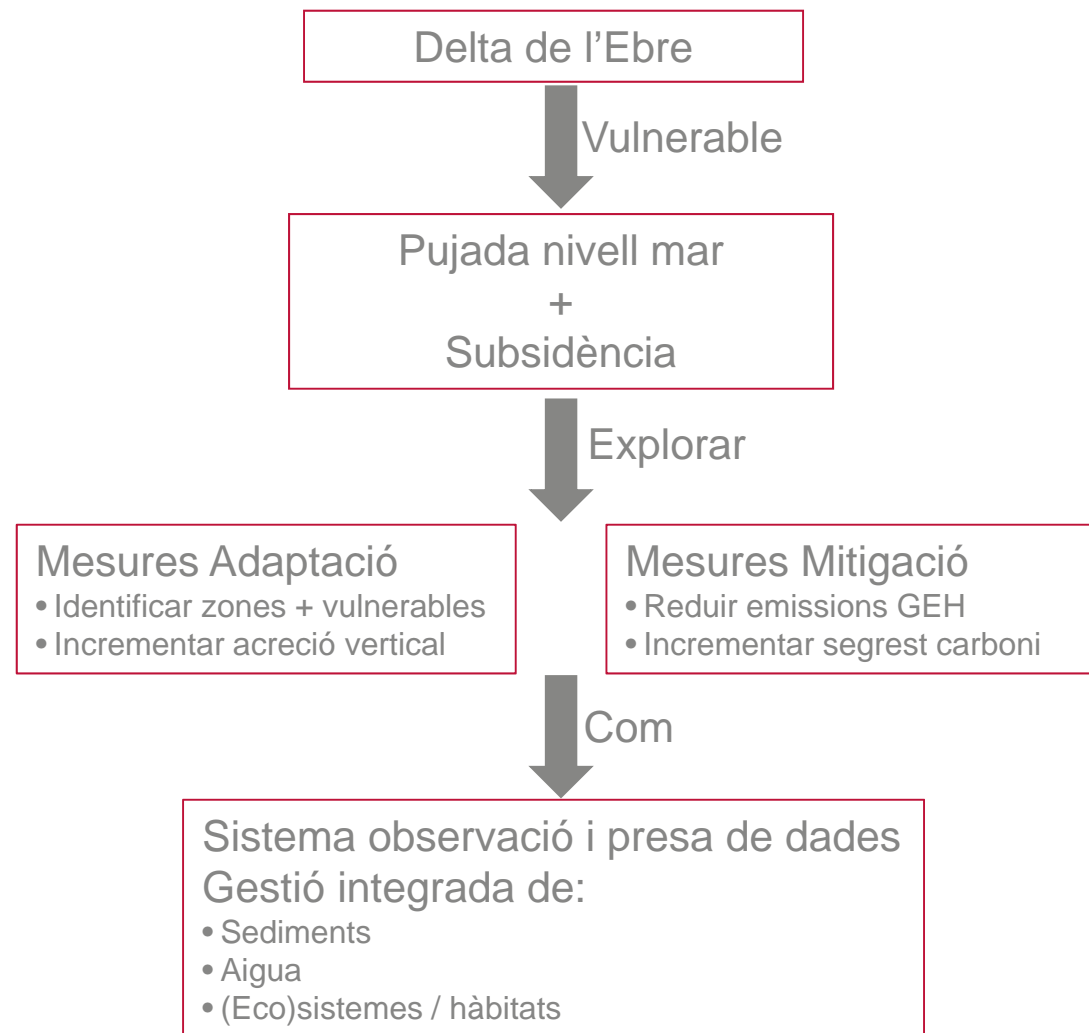 Delta de l'Ebre
Vulnerable
Pujada nivell mar
+
Subsidència
Explorar
Mesures Adaptació
• Identificar zones + vulnerables
• Incrementar acreció vertical
Mesures Mitigació
• Reduir emissions GEH
• Incrementar segrest carboni
Com
Sistema observació i presa de dades
Gestió integrada de:
• Sediments
• Aigua
• (Eco)sistemes / hàbitats